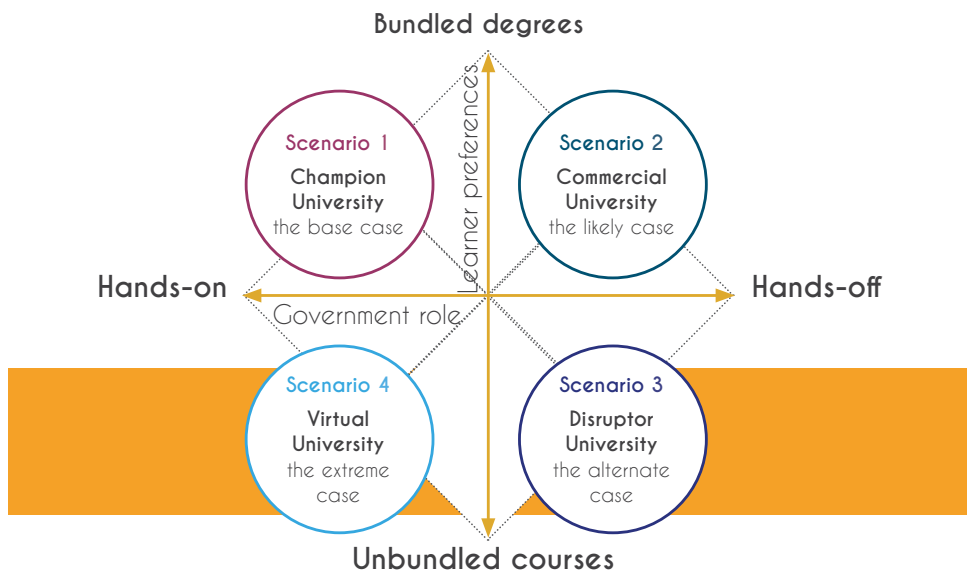 Bundled degrees
Learner preferences
Scenario 1
Champion
University
the base case
Scenario 2
Commercial
University
the likely case
Hands-on
Hands-off
Government role
Scenario 4
Virtual
University
the extreme
case
Scenario 3
Disruptor
University
the alternate
case
Unbundled courses